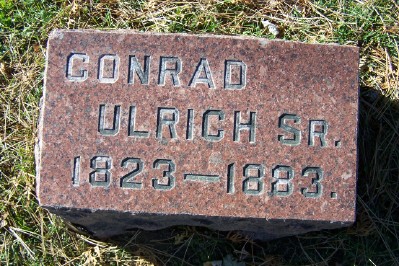 CONRAD
ULRICH SR.
1823—1883.